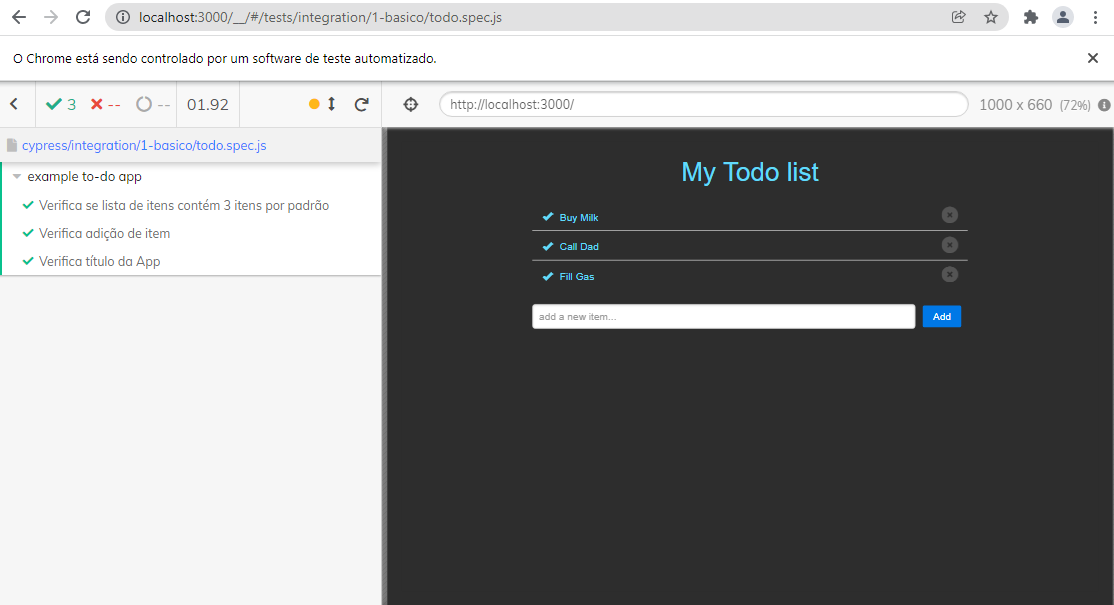 localhost:3000/__/#/tests/integration/1-basico/todo.spec.js
O Chrome está sendo controlado por um software de teste automatizado.
3 -- -- 01.92
http://localhost:3000/
1000 x 660 (72%)
cypress/integration/1-basico/todo.spec.js
example to-do app
Verifica se lista de itens contém 3 itens por padrão
Verifica adição de item
Verifica título da App
My Todo list
Buy Milk
Call Dad
Fill Gas
add a new item...
Add